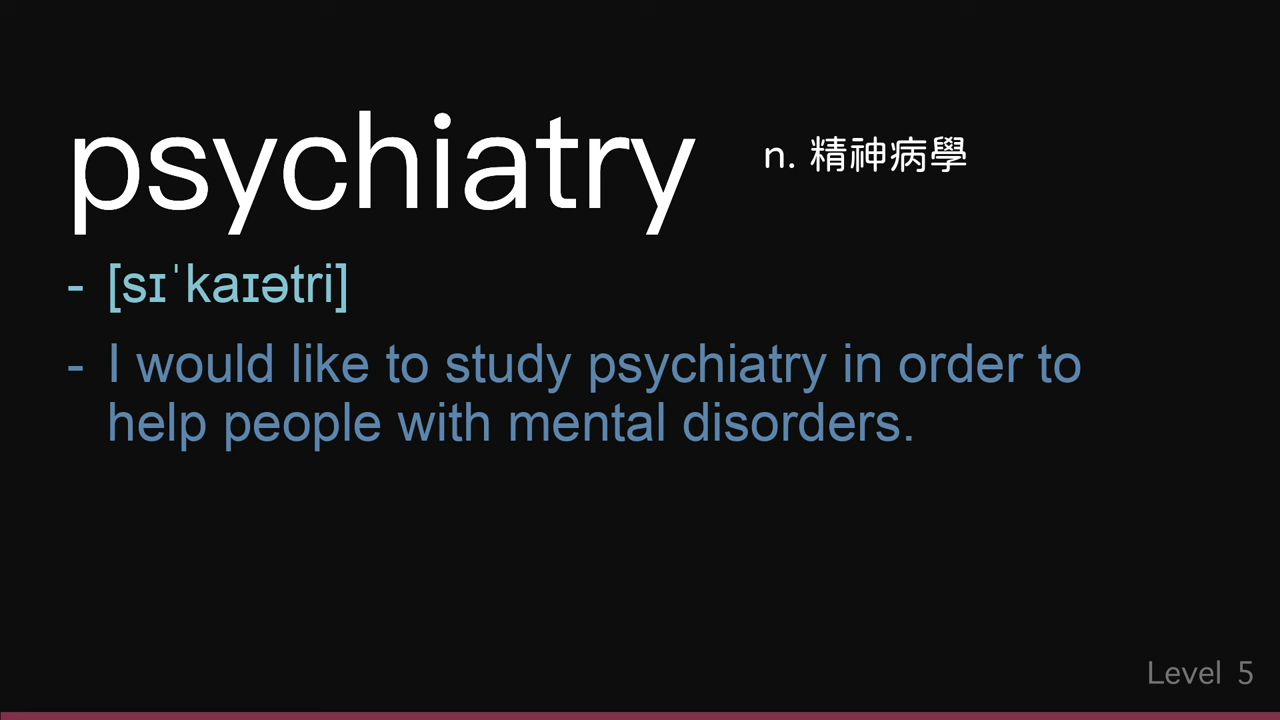 psychiatry n. 精神病學
- [sɪˈkaɪətri]
- I would like to study psychiatry in order to
help people with mental disorders.
Level 5